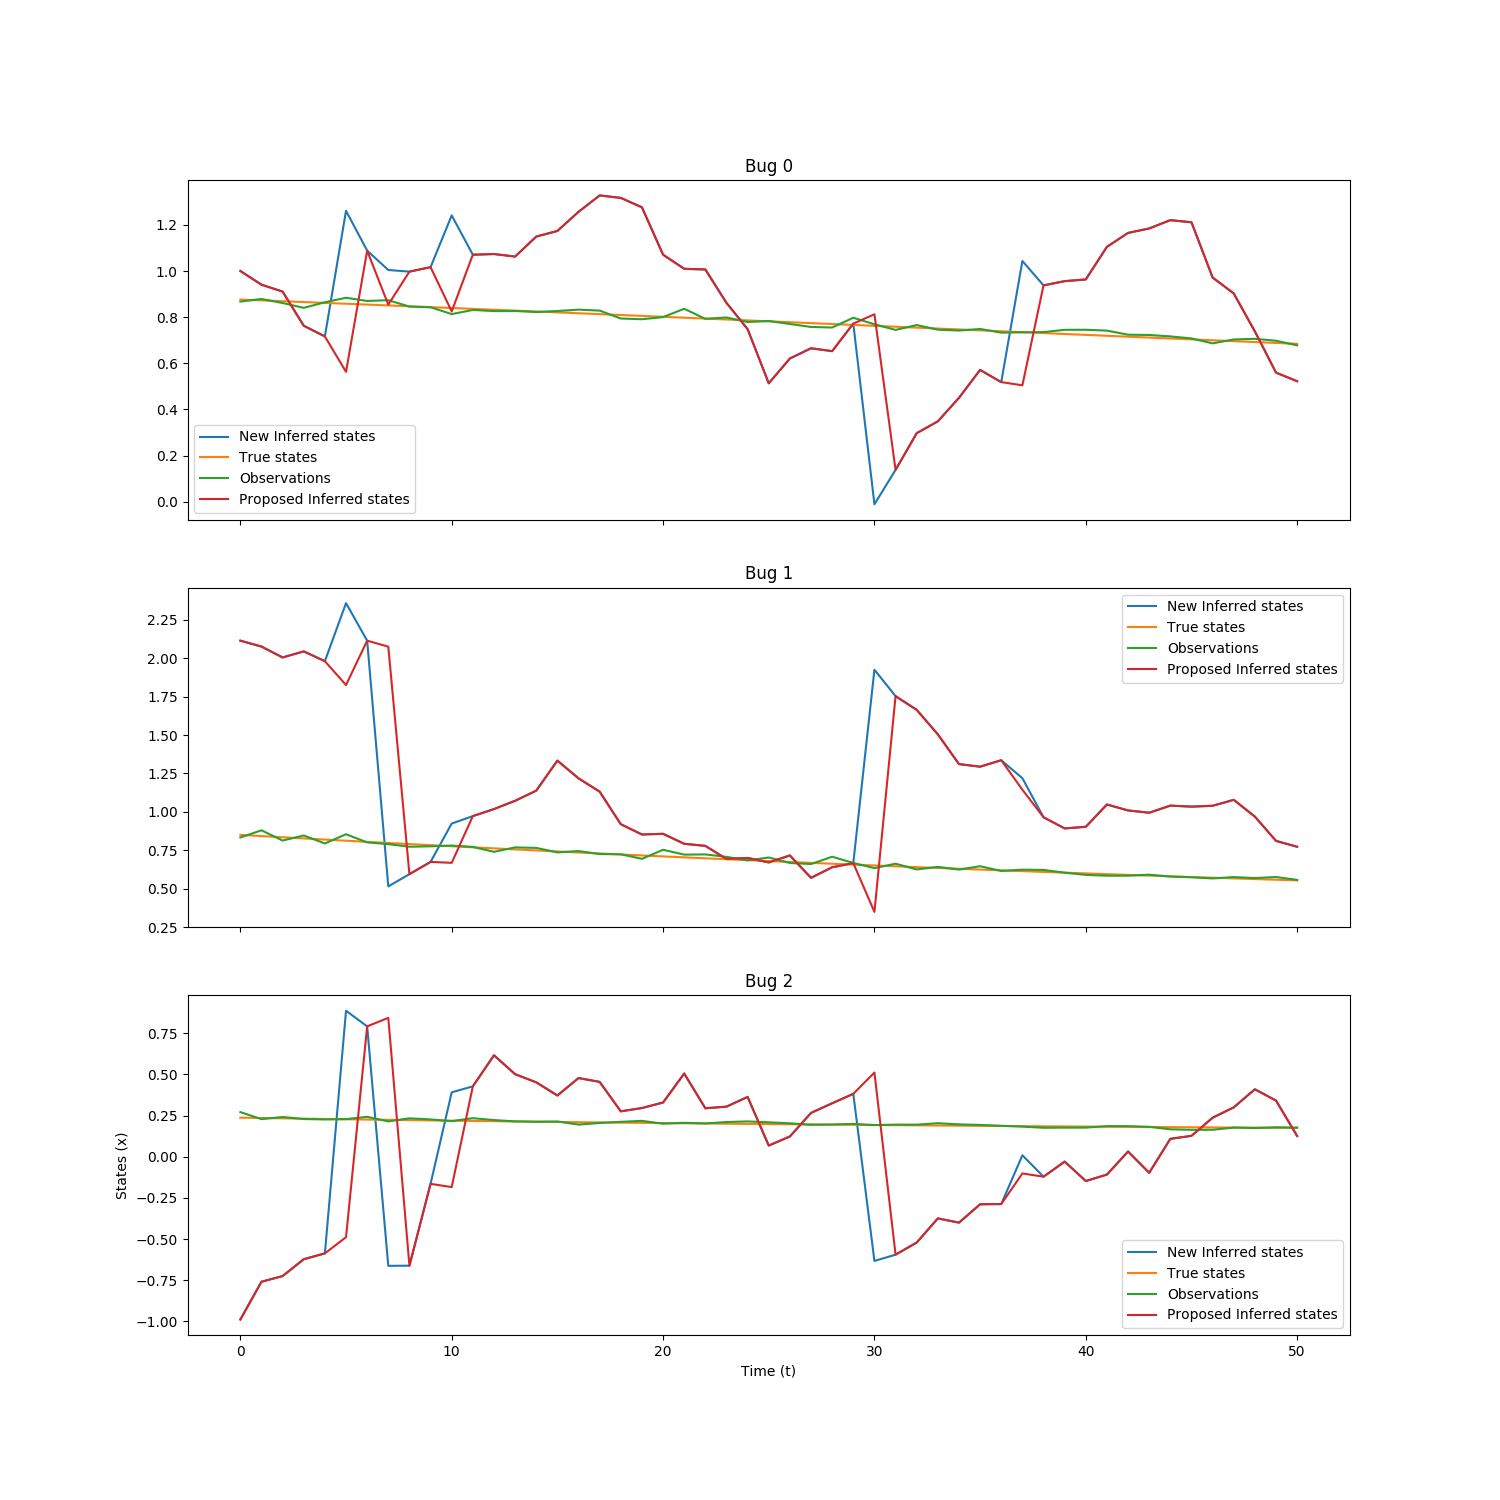 Bug 0
1.2
1.0
0.8
0.6
0.4
0.2
0.0
New Inferred states
True states
Observations
Proposed Inferred states
Bug 1
2.25
2.00
1.75
1.50
1.25
1.00
0.75
0.50
0.25
New Inferred states
True states
Observations
Proposed Inferred states
Bug 2
States (x)
0.75
0.50
0.25
0.00
−0.25
−0.50
−0.75
−1.00
New Inferred states
True states
Observations
Proposed Inferred states
0 10 20 30 40 50
Time (t)